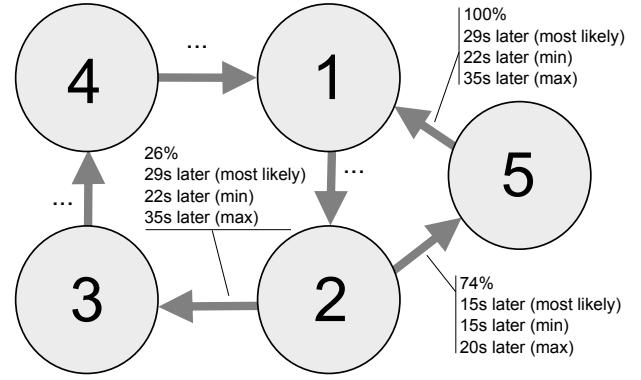 100%
29s later (most likely)
22s later (min)
35s later (max)
...
4
1
26%
29s later (most likely)
22s later (min)
35s later (max)
...
5
...
3
2
74%
15s later (most likely)
15s later (min)
20s later (max)